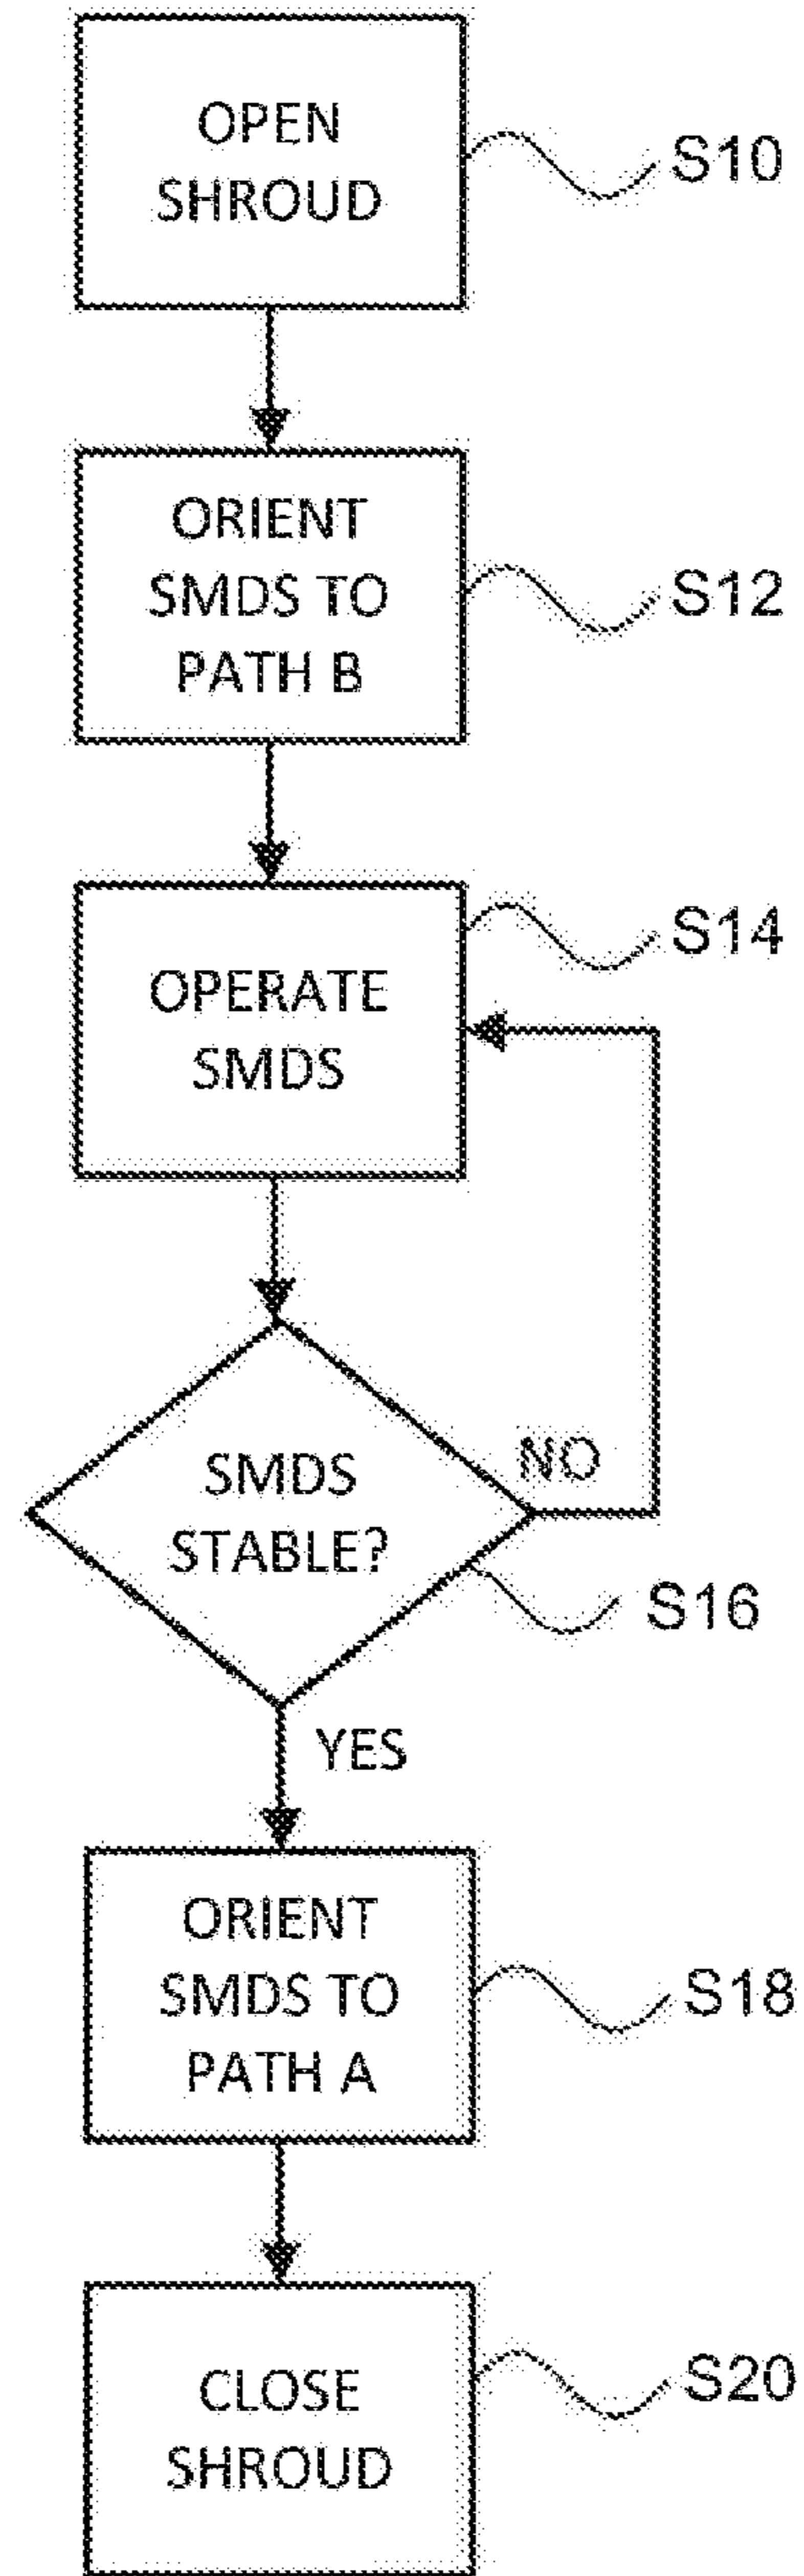 OPEN
SHROUD
S10
ORIENT
SMDS TO
PATH B
S12
OPERATE
SMDS
S14
SMDS
STABLE?
NO
S16
YES
ORIENT
SMDS TO
PATH A
S18
CLOSE
SHROUD
S20